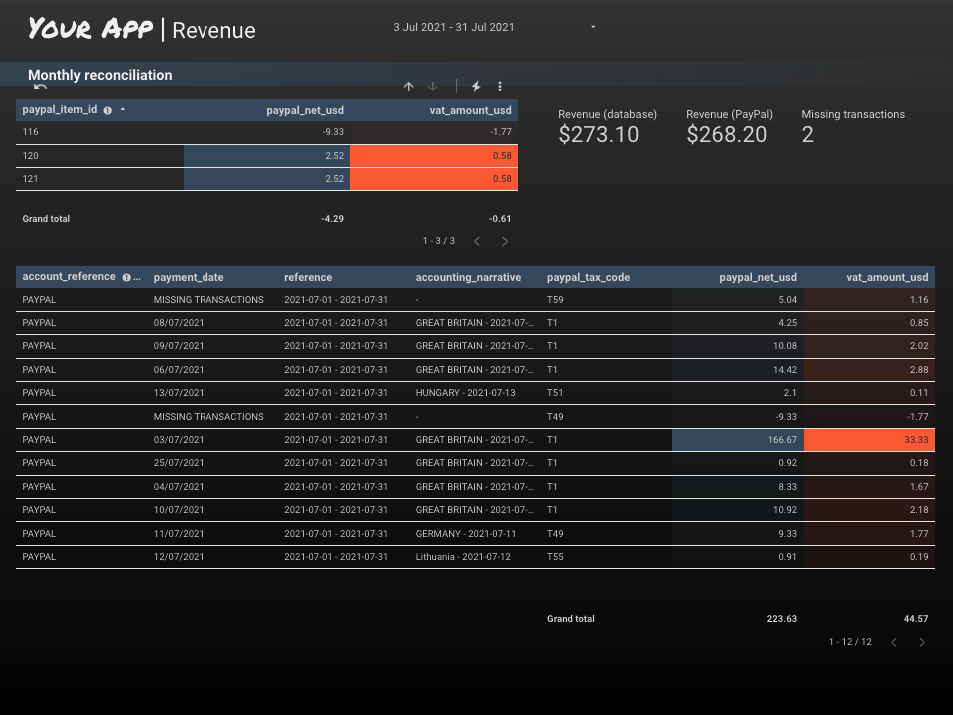 YOUR APP | Revenue
3 Jul 2021 - 31 Jul 2021
Monthly reconciliation
paypal_item_id paypal_net_usd vat_amount_usd
116 -9.33 -1.77
120 2.52 0.58
121 2.52 0.58
Grand total -4.29 -0.61
1 - 3 / 3
Revenue (database) Revenue (PayPal) Missing transactions
$273.10 $268.20 2
account_reference ... payment_date reference accounting_narrative paypal_tax_code paypal_net_usd vat_amount_usd
PAYPAL MISSING TRANSACTIONS 2021-07-01 - 2021-07-31 - T59 5.04 1.16
PAYPAL 08/07/2021 2021-07-01 - 2021-07-31 GREAT BRITAIN - 2021-07-... T1 4.25 0.85
PAYPAL 09/07/2021 2021-07-01 - 2021-07-31 GREAT BRITAIN - 2021-07-... T1 10.08 2.02
PAYPAL 06/07/2021 2021-07-01 - 2021-07-31 GREAT BRITAIN - 2021-07-... T1 14.42 2.88
PAYPAL 13/07/2021 2021-07-01 - 2021-07-31 HUNGARY - 2021-07-13 T51 2.1 0.11
PAYPAL MISSING TRANSACTIONS 2021-07-01 - 2021-07-31 - T49 -9.33 -1.77
PAYPAL 03/07/2021 2021-07-01 - 2021-07-31 GREAT BRITAIN - 2021-07-... T1 166.67 33.33
PAYPAL 25/07/2021 2021-07-01 - 2021-07-31 GREAT BRITAIN - 2021-07-... T1 0.92 0.18
PAYPAL 04/07/2021 2021-07-01 - 2021-07-31 GREAT BRITAIN - 2021-07-... T1 8.33 1.67
PAYPAL 10/07/2021 2021-07-01 - 2021-07-31 GREAT BRITAIN - 2021-07-... T1 10.92 2.18
PAYPAL 11/07/2021 2021-07-01 - 2021-07-31 GERMANY - 2021-07-11 T49 9.33 1.77
PAYPAL 12/07/2021 2021-07-01 - 2021-07-31 Lithuania - 2021-07-12 T55 0.91 0.19
Grand total 223.63 44.57
1 - 12 / 12